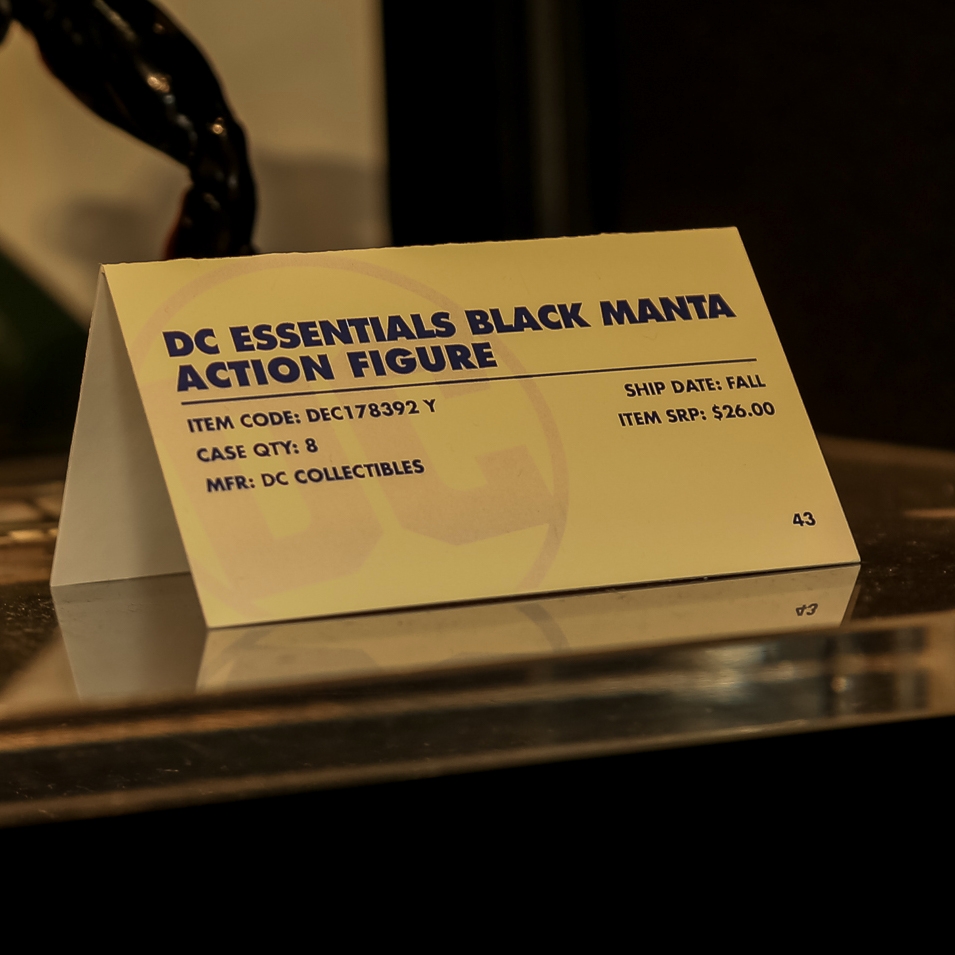 DC ESSENTIALS BLACK MANTA
ACTION FIGURE
ITEM CODE: DEC178392 Y
CASE QTY: 8
MFR: DC COLLECTIBLES
SHIP DATE: FALL
ITEM SRP: $26.00
43
DC